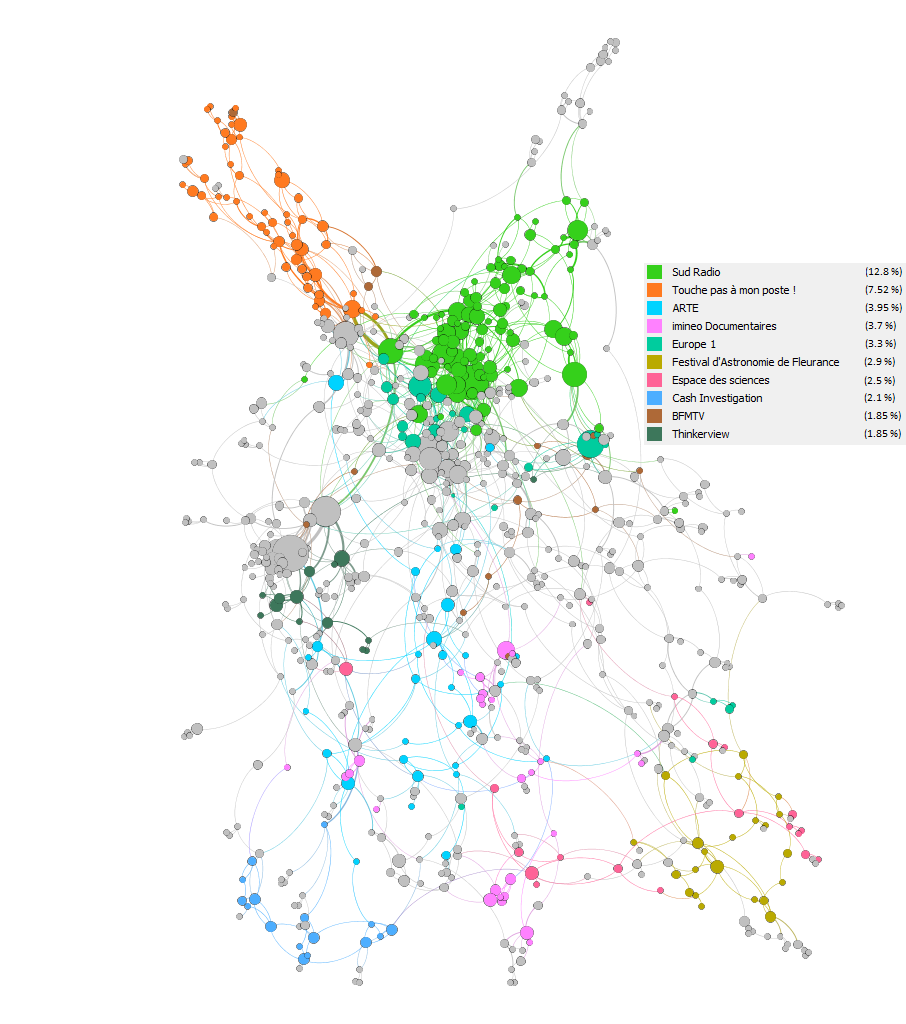 Sud Radio (12.8 %)
Touche pas à mon poste ! (7.52 %)
ARTE (3.95 %)
imineo Documentaires (3.7 %)
Europe 1 (3.3 %)
Festival d'Astronomie de Fleurance (2.9 %)
Espace des sciences (2.5 %)
Cash Investigation (2.1 %)
BFMTV (1.85 %)
Thinkerview (1.85 %)